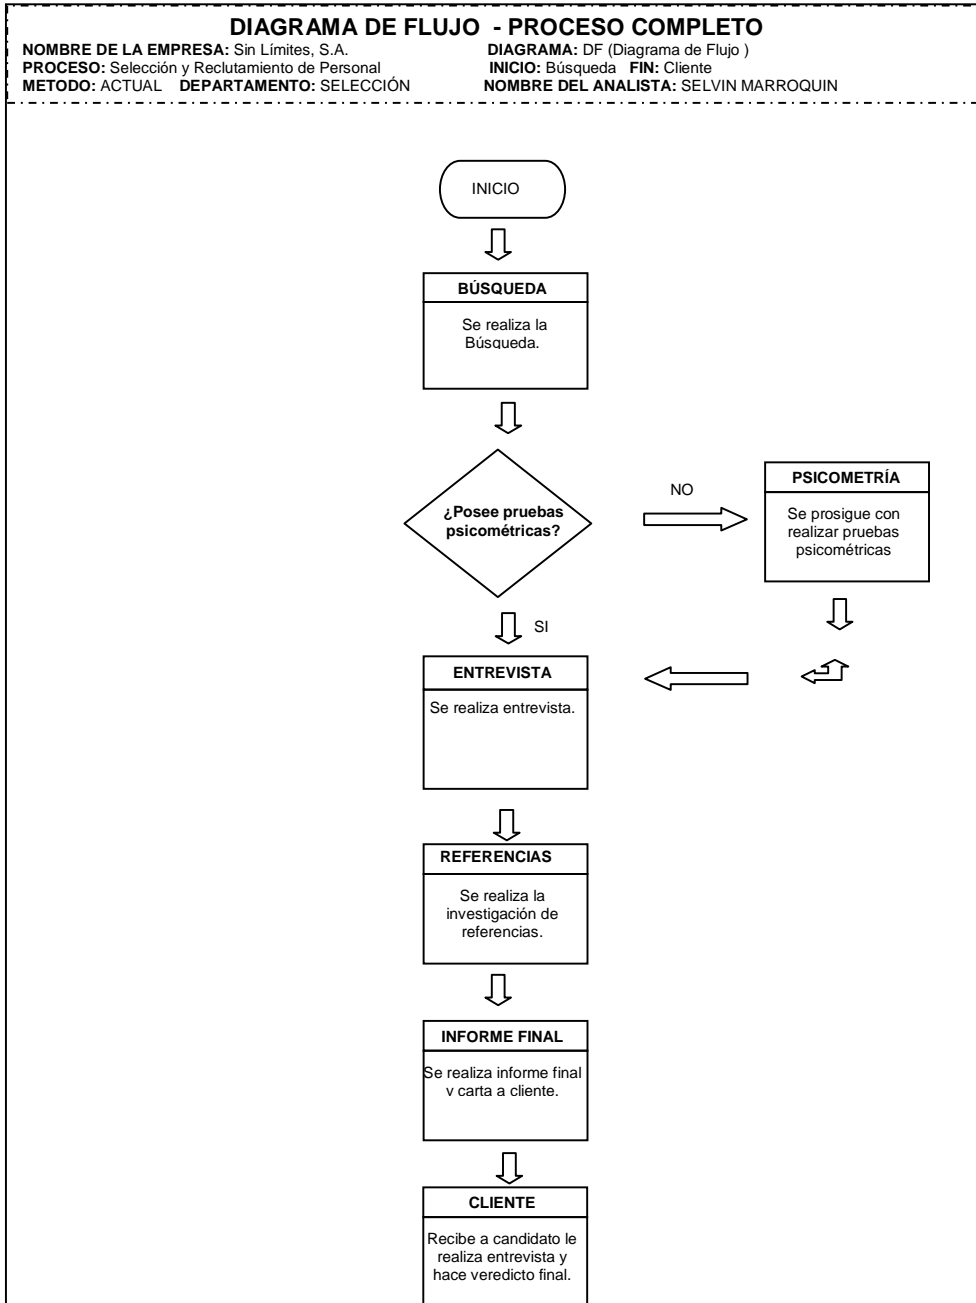 DIAGRAMA DE FLUJO - PROCESO COMPLETO
NOMBRE DE LA EMPRESA: Sin Límites, S.A. DIAGRAMA: DF (Diagrama de Flujo )
PROCESO: Selección y Reclutamiento de Personal INICIO: Búsqueda FIN: Cliente
METODO: ACTUAL DEPARTAMENTO: SELECCIÓN NOMBRE DEL ANALISTA: SELVIN MARROQUIN
INICIO
BÚSQUEDA
Se realiza la
Búsqueda.
¿Posee pruebas
psicométricas?
NO
PSICOMETRÍA
Se prosigue con
realizar pruebas
psicométricas
SI
ENTREVISTA
Se realiza entrevista.
REFERENCIAS
Se realiza la
investigación de
referencias.
INFORME FINAL
Se realiza informe final
y carta a cliente.
CLIENTE
Recibe a candidato le
realiza entrevista y
hace veredicto final.